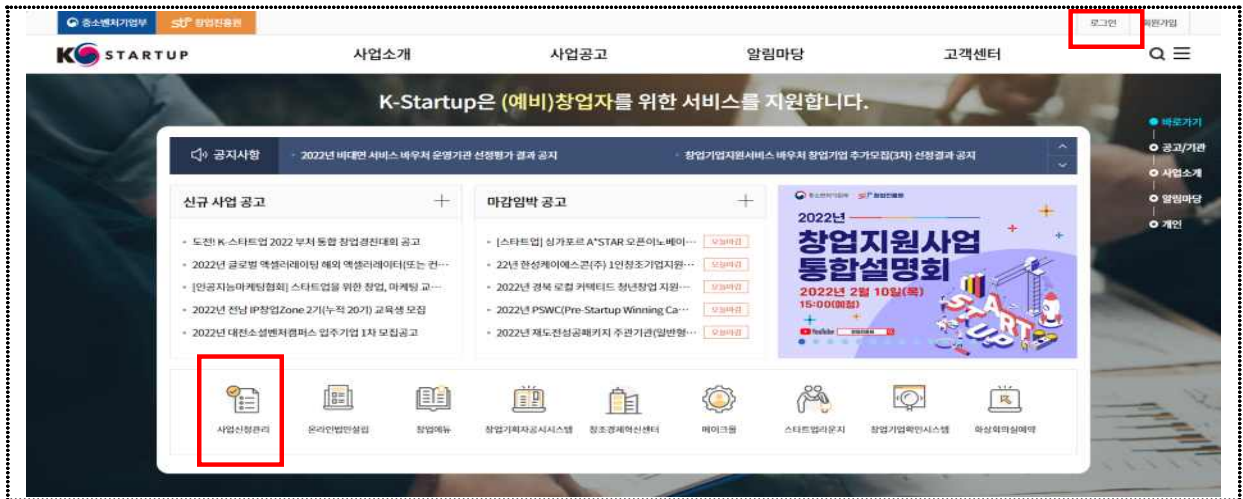 중소벤처기업부 창업진흥원 로그인 회원가입
K STARTUP 사업소개 사업공고 알림마당 고객센터
K-Startup은 (예비)창업자를 위한 서비스를 지원합니다.
바로가기
공고/기관
사업소개
알림마당
개인
공지사항 · 2022년 비대면 서비스 바우처 운영기관 선정평가 결과 공지 · 창업기업지원서비스 바우처 창업기업 추가모집(3차) 선정결과 공지
신규 사업 공고 +
도전! K-스타트업 2022 부처 통합 창업경진대회 공고
2022년 글로벌 액셀러레이팅 해외 액셀러레이터(또는 컨···
[인공지능마케팅협회] 스타트업을 위한 창업, 마케팅 교···
2022년 전남 IP창업Zone 2기(누적 20기) 교육생 모집
2022년 대전소셜벤처캠퍼스 입주기업 1차 모집공고
마감임박 공고 +
[스타트업] 싱가포르 A*STAR 오픈이노베이··· 오늘마감
22년 한성케이에스콘(주) 1인창조기업지원··· 오늘마감
2022년 경북 로컬 커넥티드 청년창업 지원··· 오늘마감
2022년 PSWC(Pre-Startup Winning Ca··· 오늘마감
2022년 재도전성공패키지 주관기관(일반형··· 오늘마감
중소벤처기업부 창업진흥원
2022년
창업지원사업
통합설명회
2022년 2월 10일(목)
15:00(예정)
YouTube 창업진흥원
START UP
사업신청관리
온라인법인설립
창업에듀
창업기획자공시시스템
창조경제혁신센터
메이크올
스타트업라운지
창업기업확인시스템
화상회의실예약